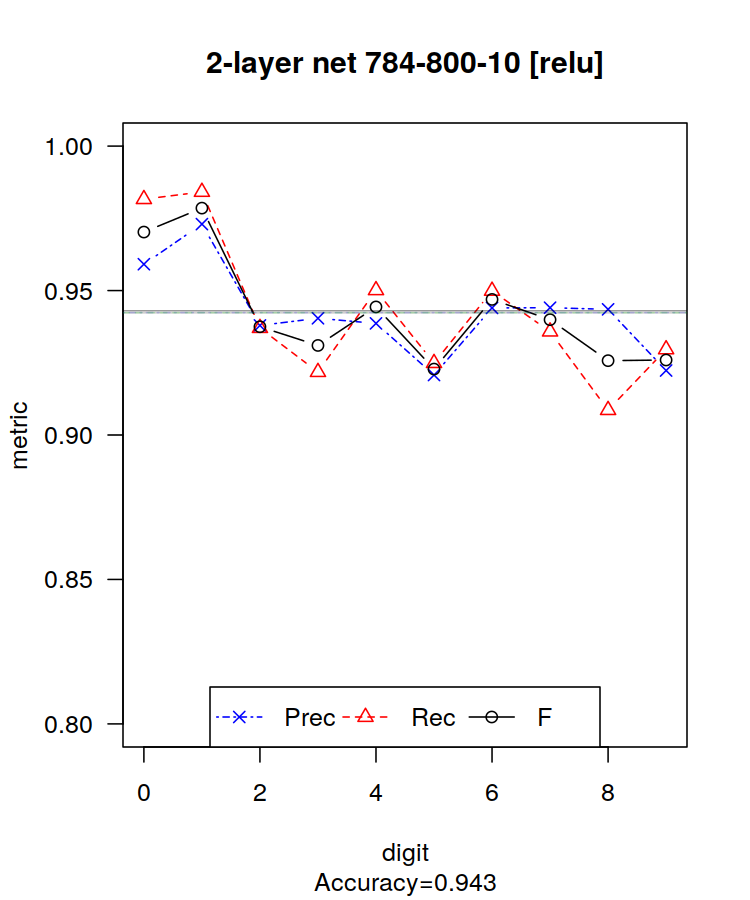 2-layer net 784-800-10 [relu]
1.00
0.95
0.90
0.85
0.80
metric
Prec Rec F
0 2 4 6 8
digit
Accuracy=0.943